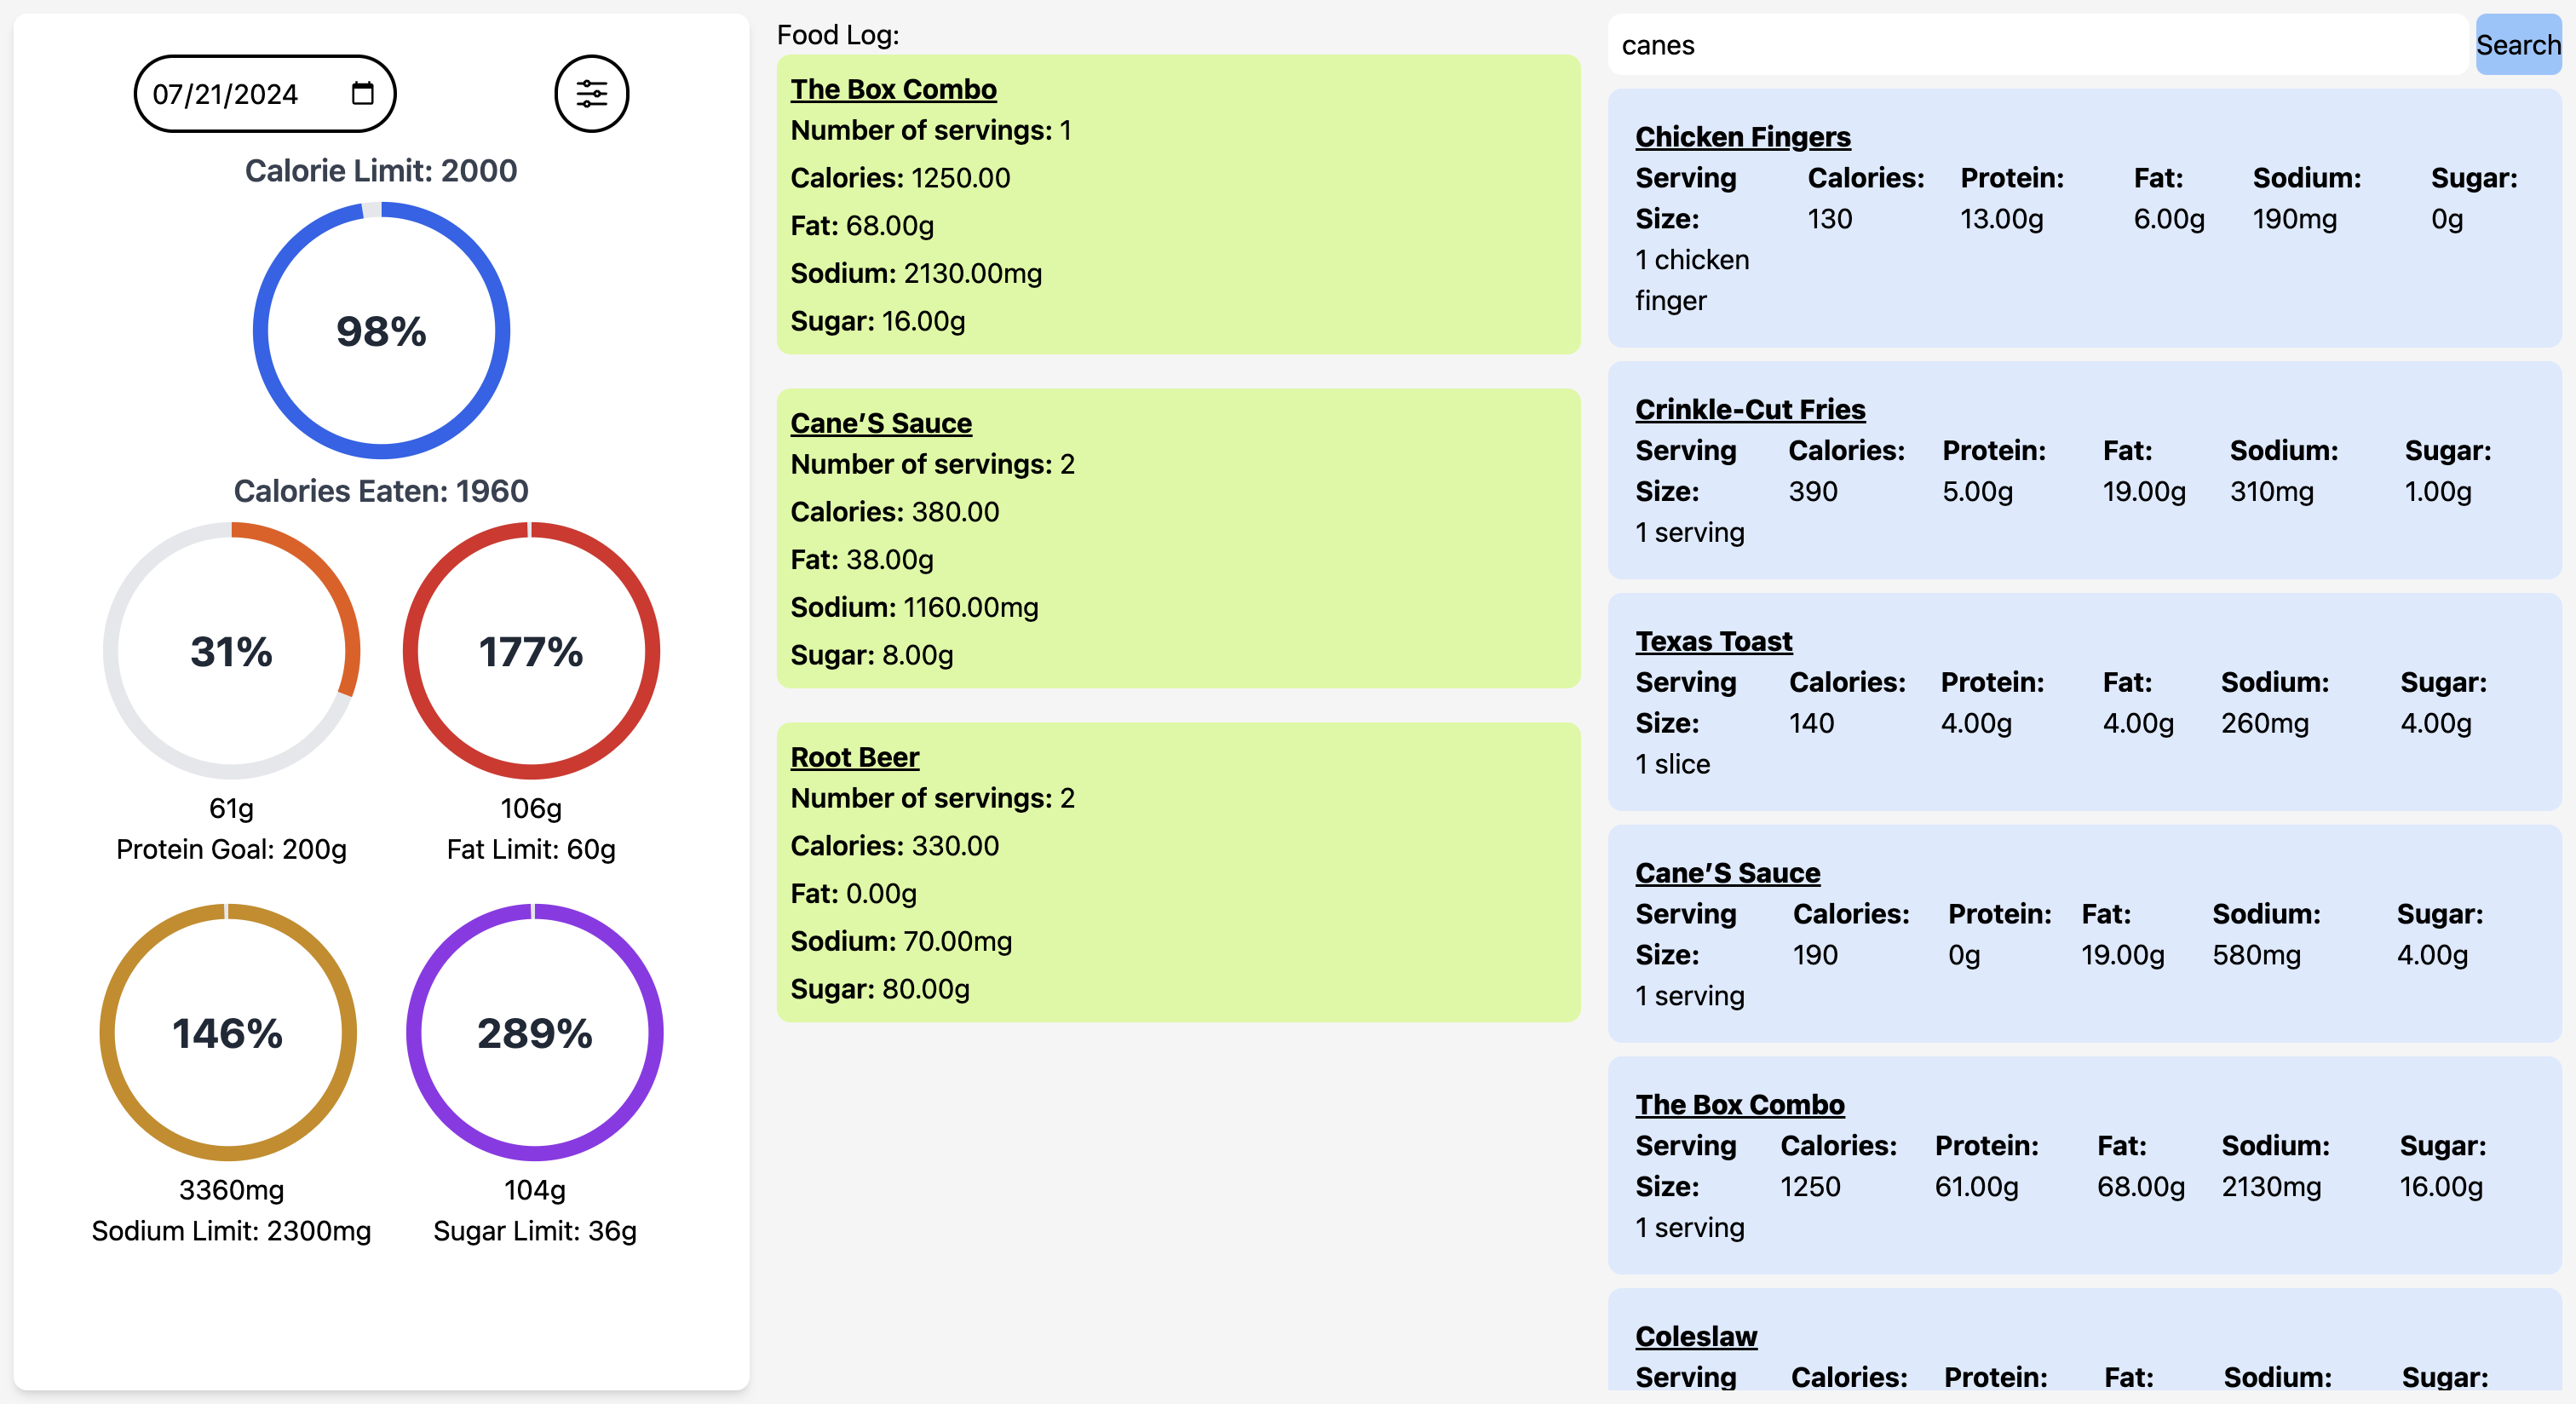 07/21/2024
Calorie Limit: 2000
98%
Calories Eaten: 1960
31%
177%
61g
106g
Protein Goal: 200g
Fat Limit: 60g
146%
289%
3360mg
104g
Sodium Limit: 2300mg
Sugar Limit: 36g
Food Log:
The Box Combo
Number of servings: 1
Calories: 1250.00
Fat: 68.00g
Sodium: 2130.00mg
Sugar: 16.00g
Cane’S Sauce
Number of servings: 2
Calories: 380.00
Fat: 38.00g
Sodium: 1160.00mg
Sugar: 8.00g
Root Beer
Number of servings: 2
Calories: 330.00
Fat: 0.00g
Sodium: 70.00mg
Sugar: 80.00g
canes Search
Chicken Fingers
Serving Calories: Protein: Fat: Sodium: Sugar:
Size: 130 13.00g 6.00g 190mg 0g
1 chicken
finger
Crinkle-Cut Fries
Serving Calories: Protein: Fat: Sodium: Sugar:
Size: 390 5.00g 19.00g 310mg 1.00g
1 serving
Texas Toast
Serving Calories: Protein: Fat: Sodium: Sugar:
Size: 140 4.00g 4.00g 260mg 4.00g
1 slice
Cane’S Sauce
Serving Calories: Protein: Fat: Sodium: Sugar:
Size: 190 0g 19.00g 580mg 4.00g
1 serving
The Box Combo
Serving Calories: Protein: Fat: Sodium: Sugar:
Size: 1250 61.00g 68.00g 2130mg 16.00g
1 serving
Coleslaw
Serving Calories: Protein: Fat: Sodium: Sugar: